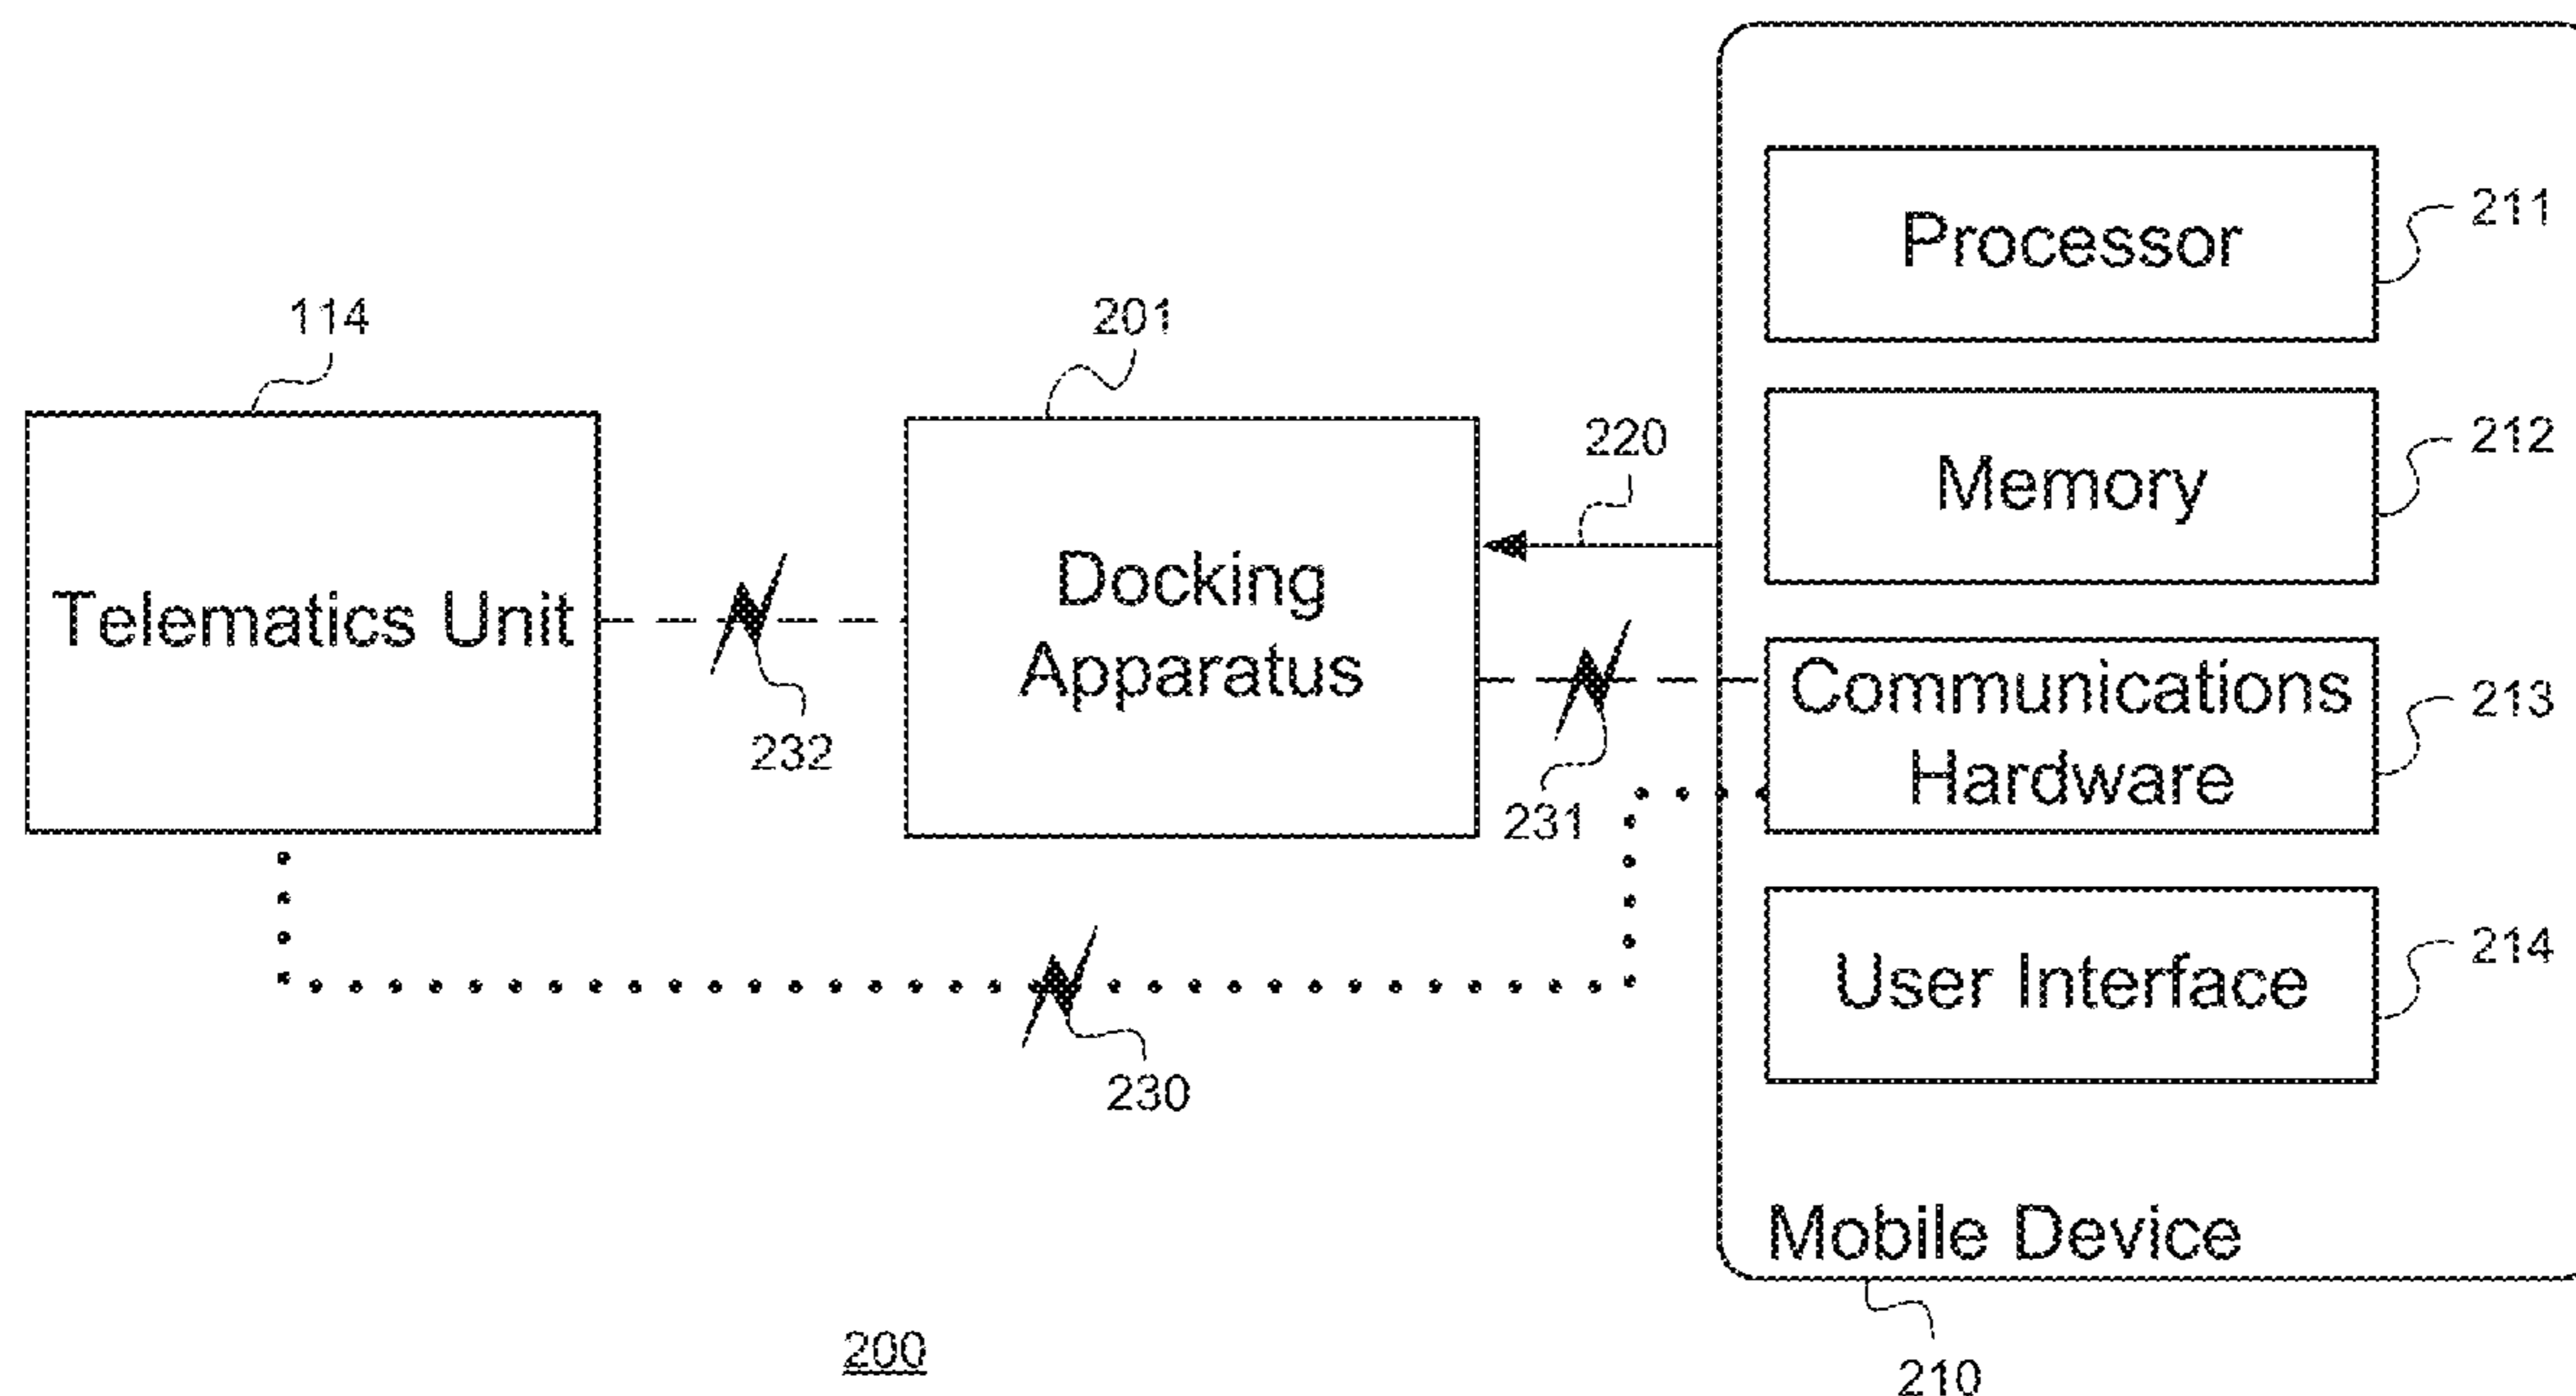 Processor
211
114
201
Memory
220
212
Telematics Unit
Docking
Apparatus
232
Communications
Hardware
213
231
User Interface
214
230
Mobile Device
200
210